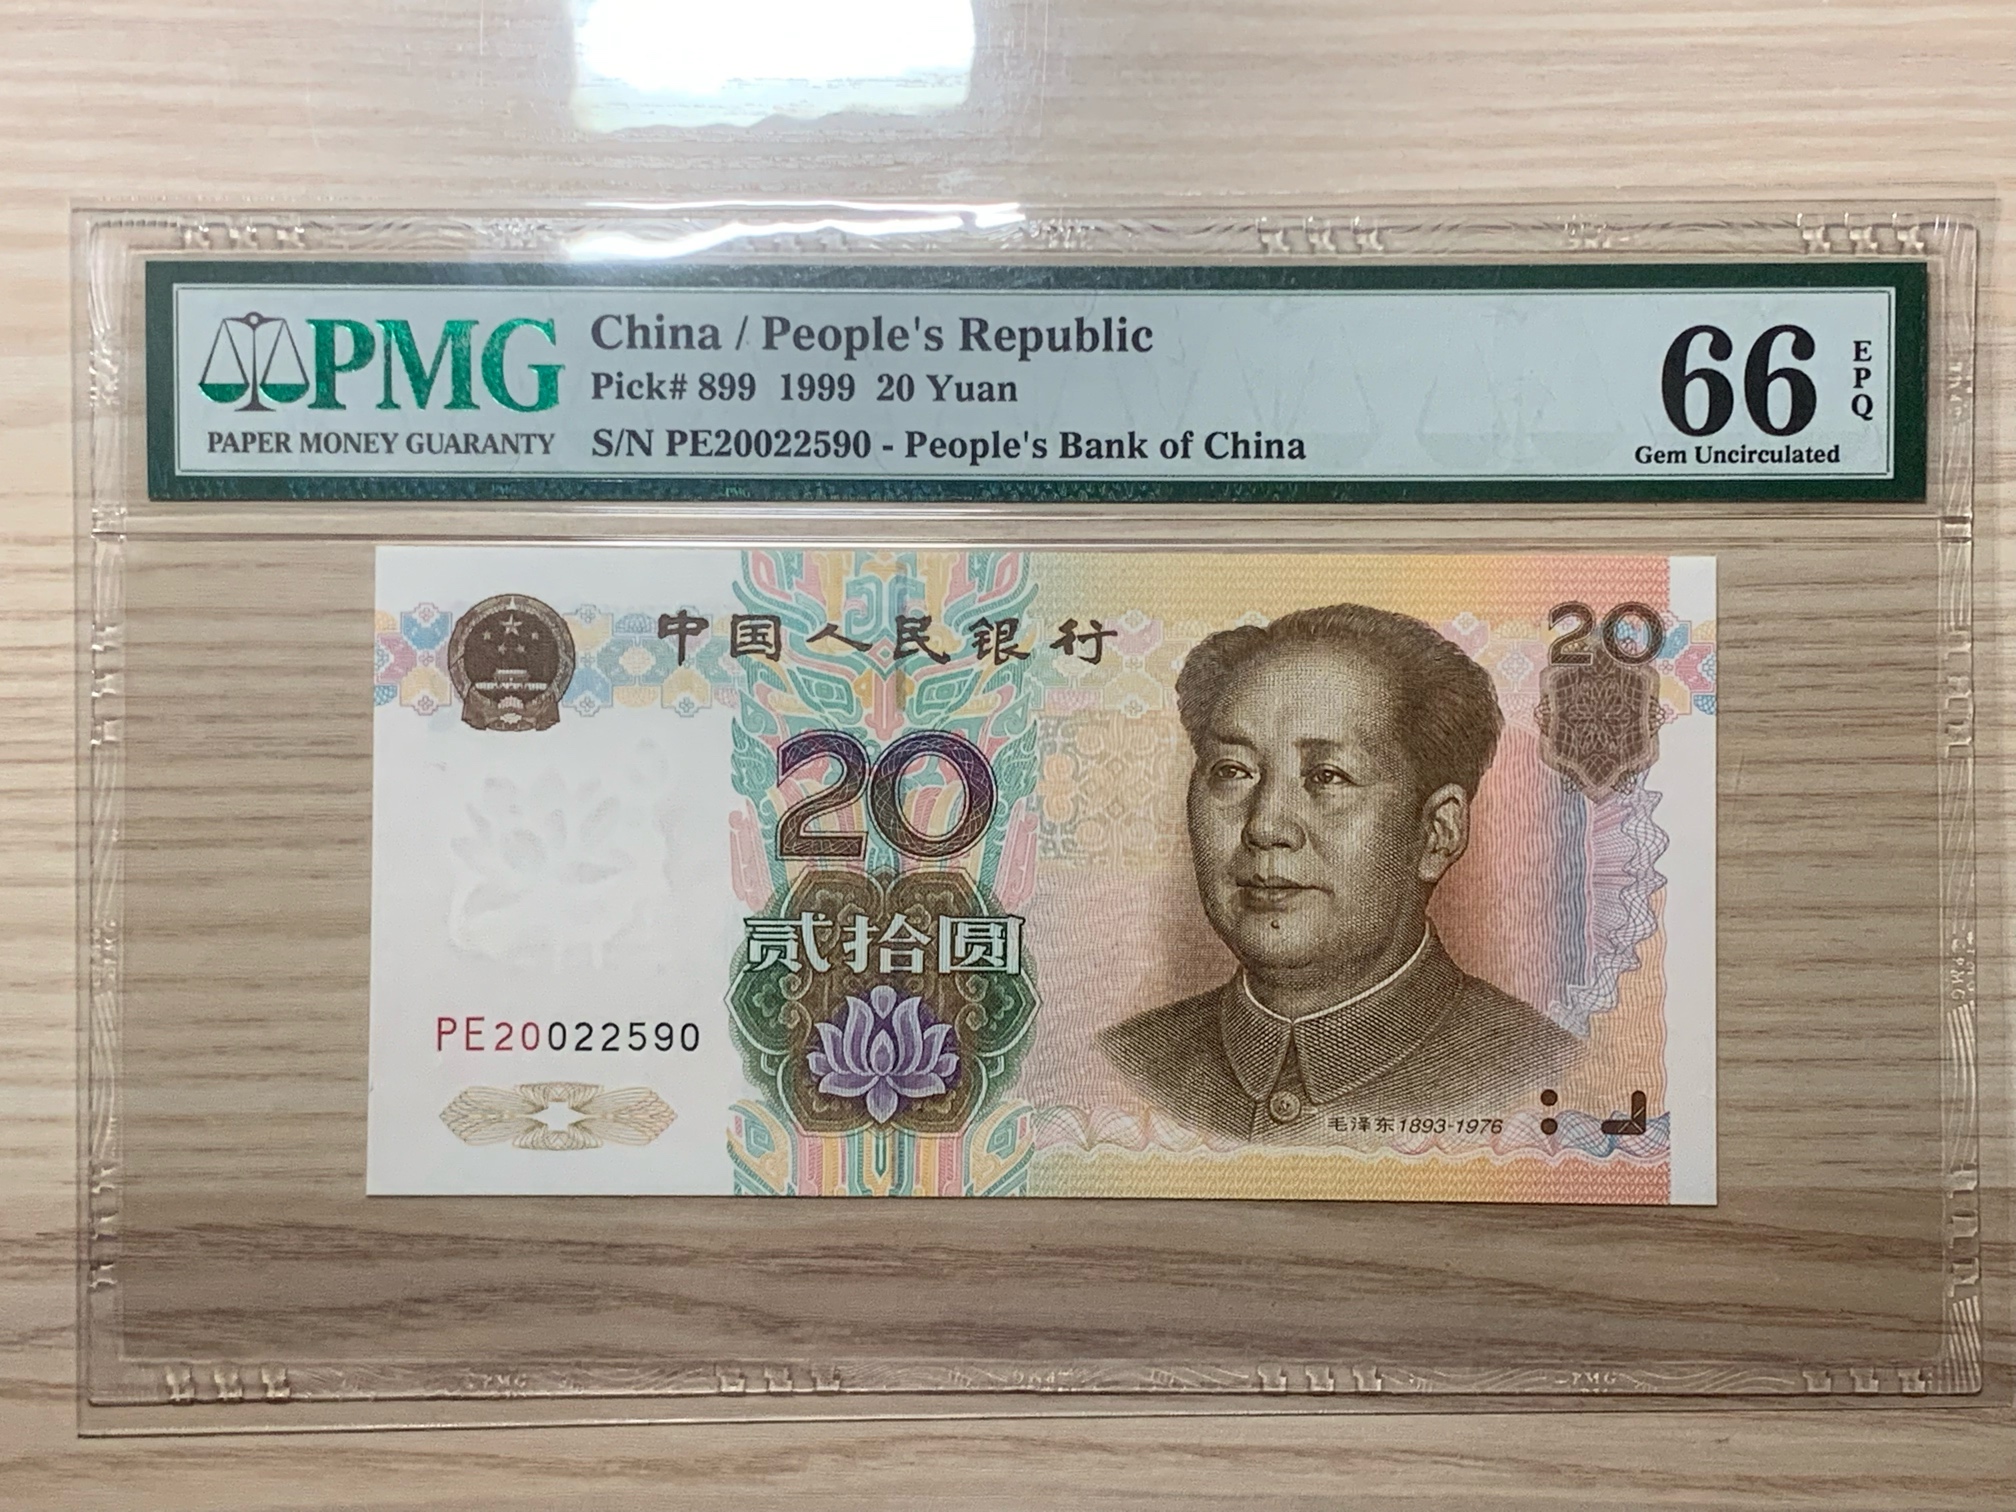 PMG
PAPER MONEY GUARANTY
China / People's Republic
Pick# 899 1999 20 Yuan
S/N PE20022590 - People's Bank of China
66
EPQ
Gem Uncirculated
中国人民银行
20
20
贰拾圆
PE20022590
毛泽东1893-1976